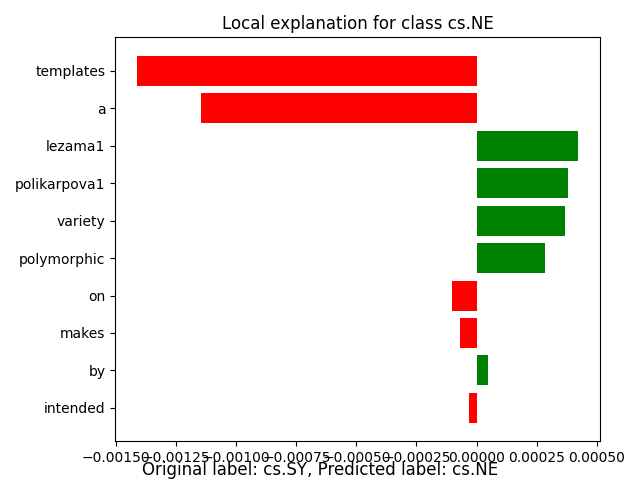 Local explanation for class cs.NE
templates
a
lezama1
polikarpova1
variety
polymorphic
on
makes
by
intended
−0.00150 −0.00125 −0.00100 −0.00075 −0.00050 −0.00025 0.00000 0.00025 0.00050
Original label: cs.SY, Predicted label: cs.NE